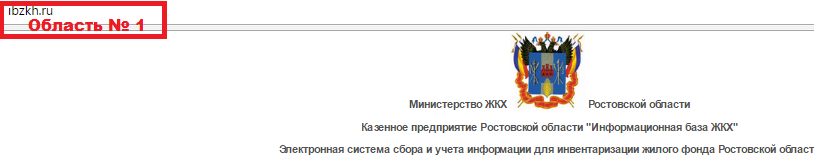 ibzkh.ru
Область № 1
Министерство ЖКХ Ростовской области
Казенное предприятие Ростовской области "Информационная база ЖКХ"
Электронная система сбора и учета информации для инвентаризации жилого фонда Ростовской област